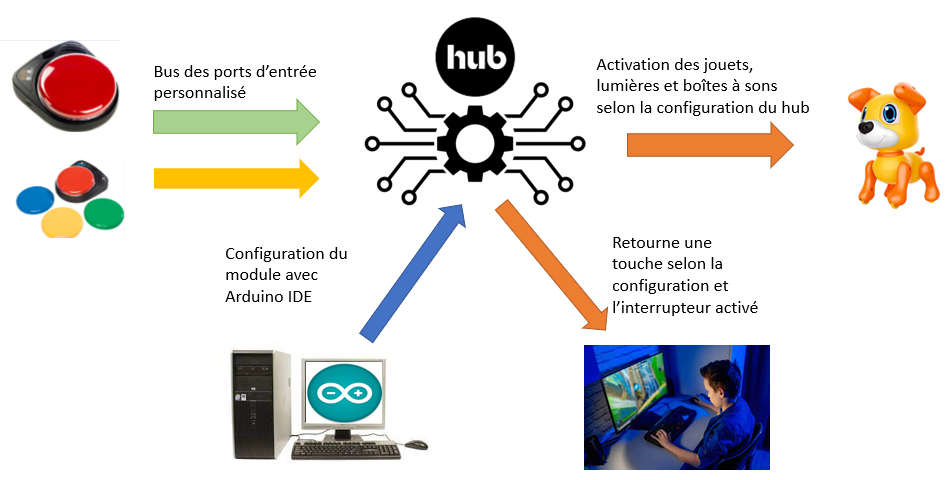 hub
Bus des ports d’entrée
personnalisé
Activation des jouets,
lumières et boîtes à sons
selon la configuration du hub
Configuration du
module avec
Arduino IDE
Retourne une
touche selon la
configuration et
l’interrupteur activé